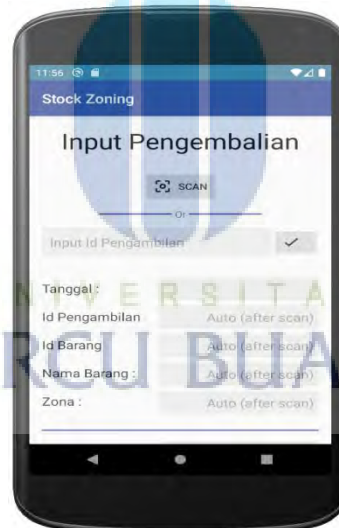 11:56
Stock Zoning
Input Pengembalian
SCAN
Or
Input Id Pengambilan
Tanggal :
Id Pengambilan Auto (after scan)
Id Barang Auto (after scan)
Nama Barang : Auto (after scan)
Zona : Auto (after scan)
UNIVERSITA
RCU BUA